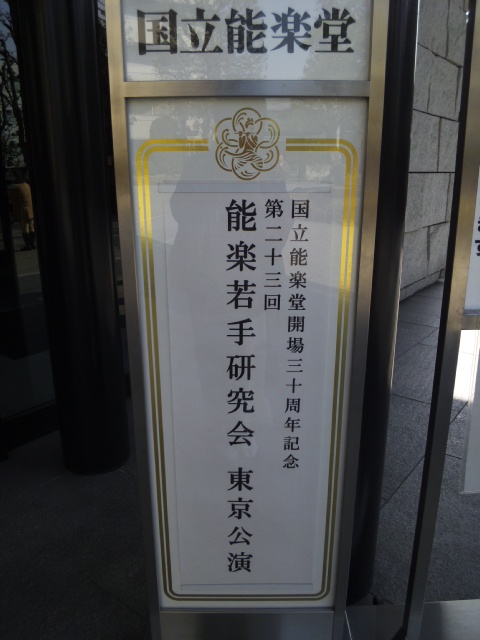 国立能楽堂
国立能楽堂開場三十周年記念
第二十三回
能楽若手研究会 東京公演